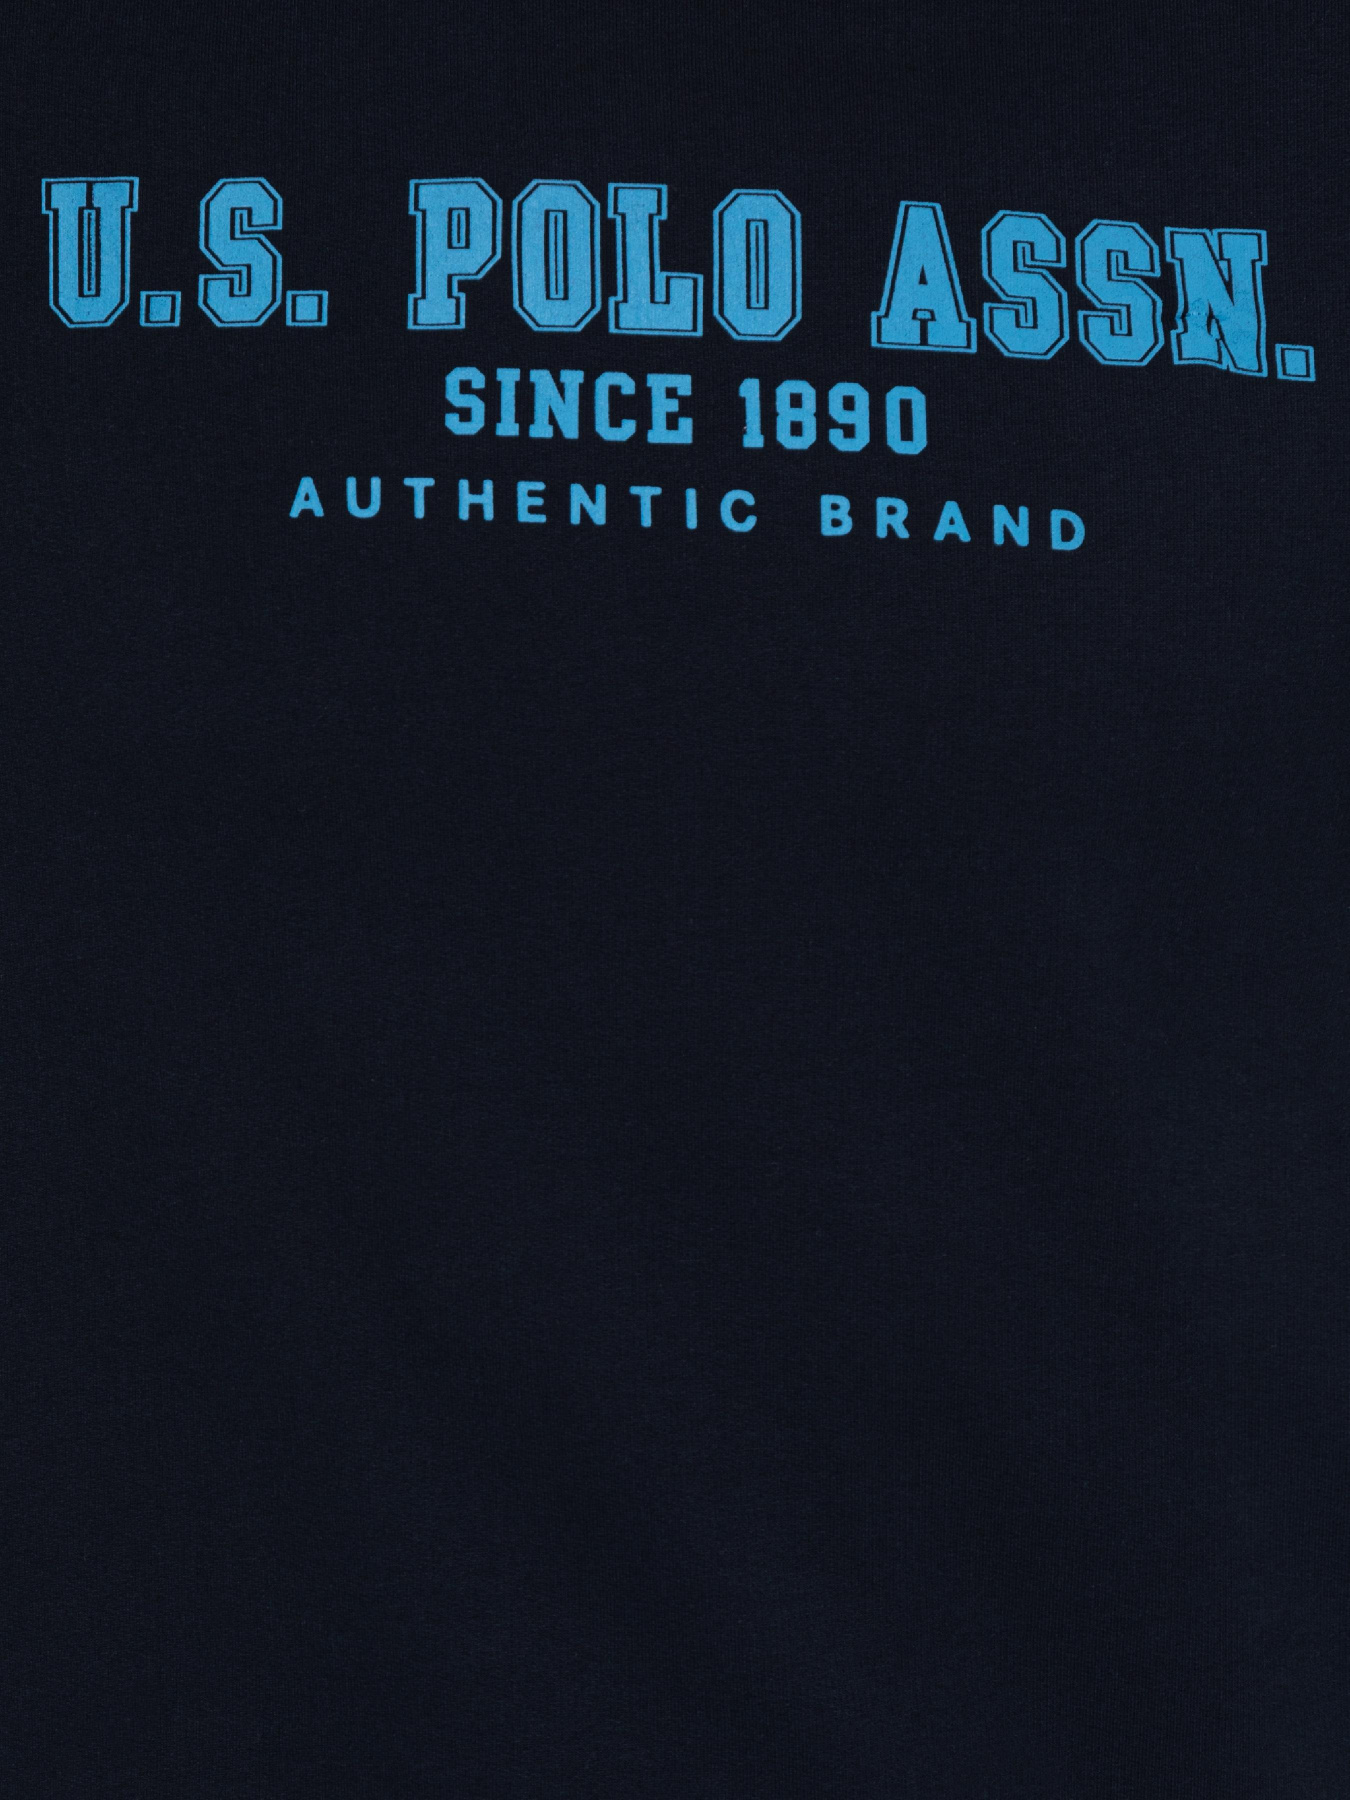 U.S. POLO ASSN.
SINCE 1890
AUTHENTIC BRAND